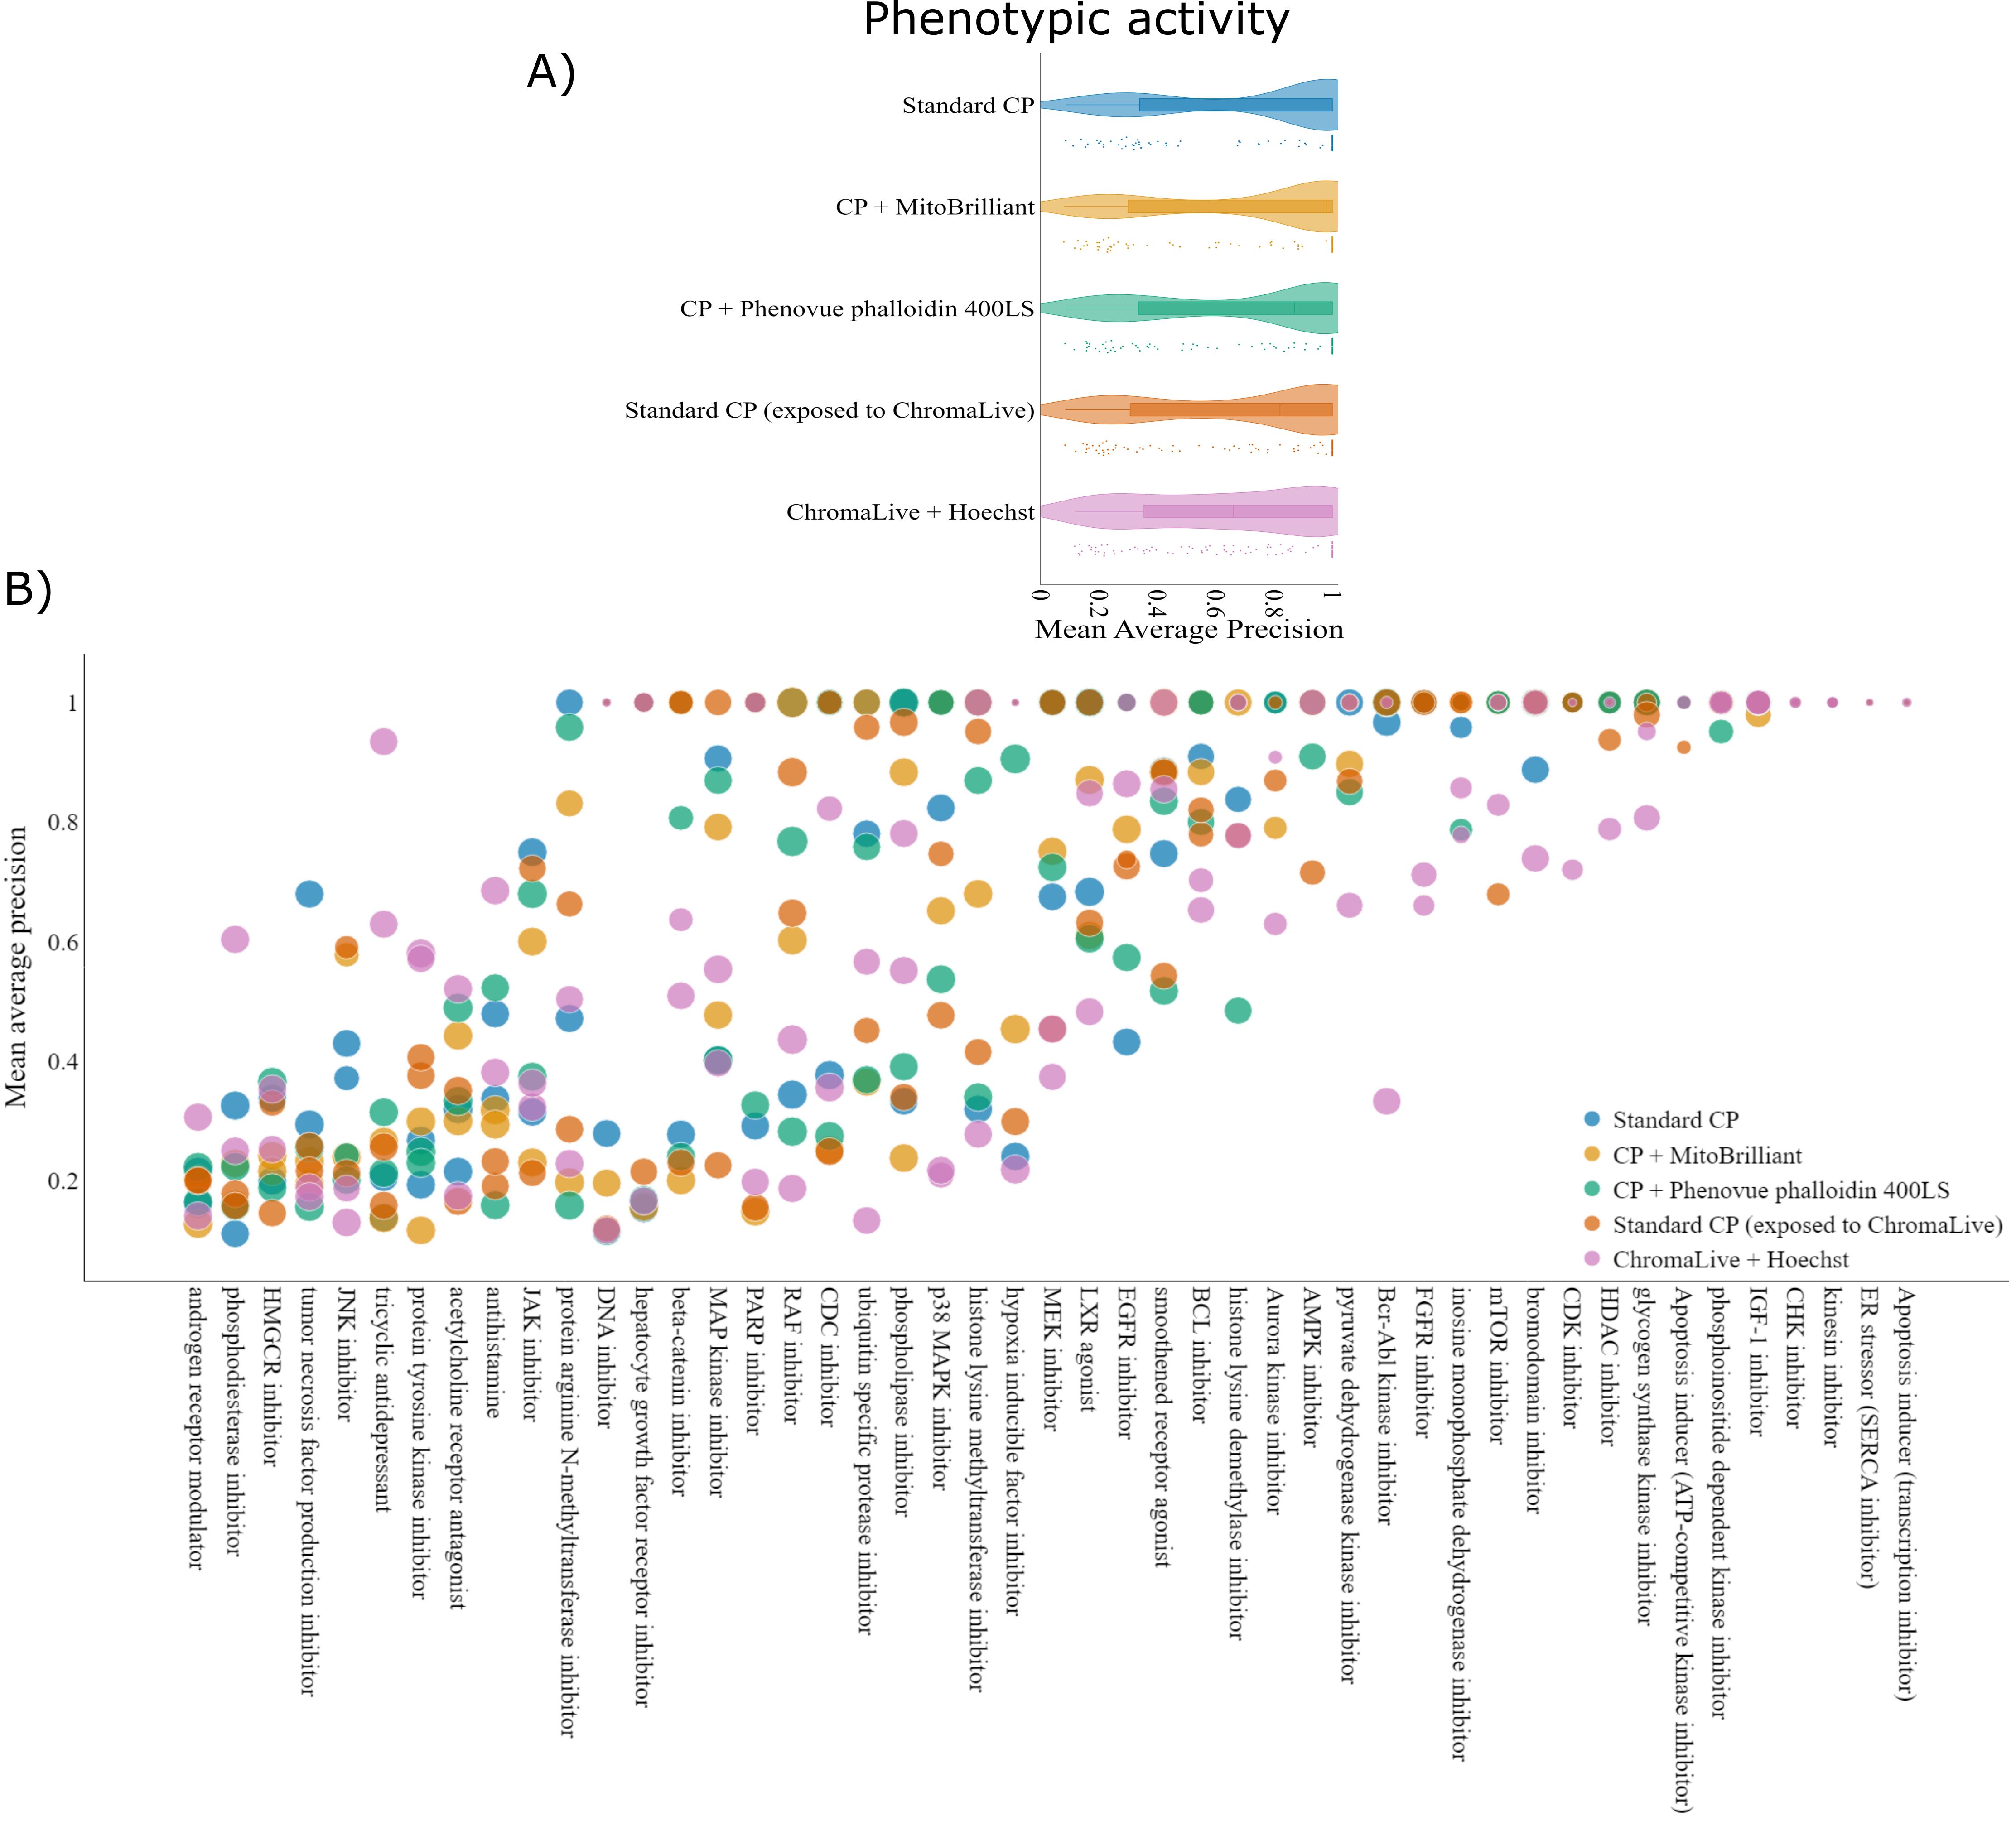 Phenotypic activity
A)
Standard CP
CP + MitoBrilliant
CP + Phenovue phalloidin 400LS
Standard CP (exposed to ChromaLive)
ChromaLive + Hoechst
0
0.2
0.4
0.6
0.8
1
Mean Average Precision
B)
Mean average precision
1
0.8
0.6
0.4
0.2
Standard CP
CP + MitoBrilliant
CP + Phenovue phalloidin 400LS
Standard CP (exposed to ChromaLive)
ChromaLive + Hoechst
androgen receptor modulator
phosphodiesterase inhibitor
HMGCR inhibitor
tumor necrosis factor production inhibitor
JNK inhibitor
tricyclic antidepressant
protein tyrosine kinase inhibitor
acetylcholine receptor antagonist
antihistamine
JAK inhibitor
protein arginine N-methyltransferase inhibitor
DNA inhibitor
hepatocyte growth factor receptor inhibitor
beta-catenin inhibitor
MAP kinase inhibitor
PARP inhibitor
RAF inhibitor
CDC inhibitor
ubiquitin specific protease inhibitor
phospholipase inhibitor
p38 MAPK inhibitor
histone lysine methyltransferase inhibitor
hypoxia inducible factor inhibitor
MEK inhibitor
LXR agonist
EGFR inhibitor
smoothened receptor agonist
BCL inhibitor
histone lysine demethylase inhibitor
Aurora kinase inhibitor
AMPK inhibitor
pyruvate dehydrogenase kinase inhibitor
Bcr-Abl kinase inhibitor
FGFR inhibitor
inosine monophosphate dehydrogenase inhibitor
mTOR inhibitor
bromodomain inhibitor
CDK inhibitor
HDAC inhibitor
glycogen synthase kinase inhibitor
Apoptosis inducer (ATP-competitive kinase inhibitor)
phosphoinositide dependent kinase inhibitor
IGF-1 inhibitor
CHK inhibitor
kinesin inhibitor
ER stressor (SERCA inhibitor)
Apoptosis inducer (transcription inhibitor)